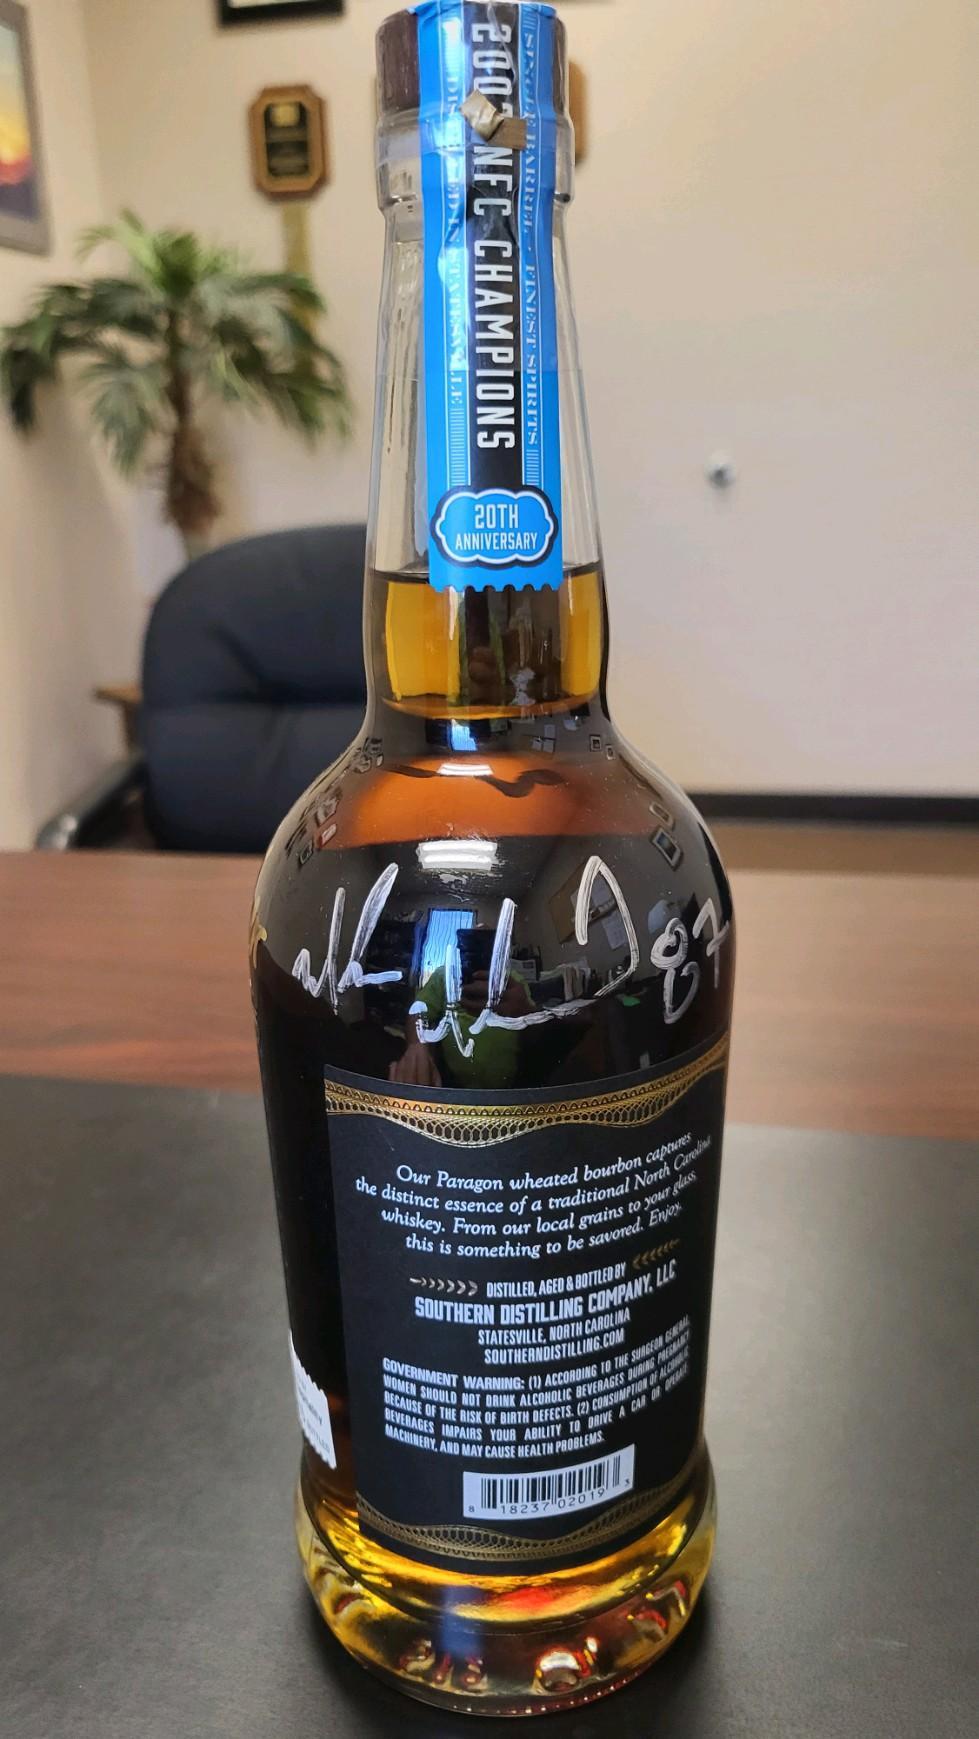 SINGLE BARREL · FINEST SPIRITS
2003 NFC CHAMPIONS
DISTILLED IN STATESVILLE
20TH
ANNIVERSARY
87
Our Paragon wheated bourbon captures
the distinct essence of a traditional North Carolina
whiskey. From our local grains to your glass,
this is something to be savored. Enjoy.
DISTILLED, AGED & BOTTLED BY
SOUTHERN DISTILLING COMPANY, LLC
STATESVILLE, NORTH CAROLINA
SOUTHERNDISTILLING.COM
GOVERNMENT WARNING: (1) ACCORDING TO THE SURGEON GENERAL,
WOMEN SHOULD NOT DRINK ALCOHOLIC BEVERAGES DURING PREGNANCY
BECAUSE OF THE RISK OF BIRTH DEFECTS. (2) CONSUMPTION OF ALCOHOLIC
BEVERAGES IMPAIRS YOUR ABILITY TO DRIVE A CAR OR OPERATE
MACHINERY, AND MAY CAUSE HEALTH PROBLEMS.
8 18237 02019 3